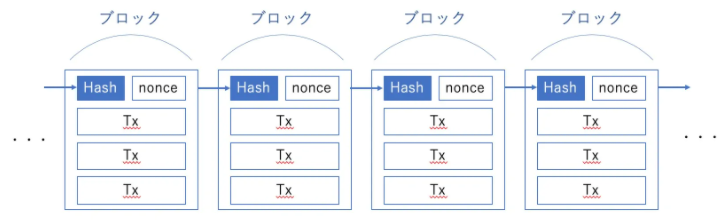 ブロック ブロック ブロック ブロック
Hash nonce Hash nonce Hash nonce Hash nonce
Tx Tx Tx Tx
・・・ Tx Tx Tx Tx ・・・
Tx Tx Tx Tx